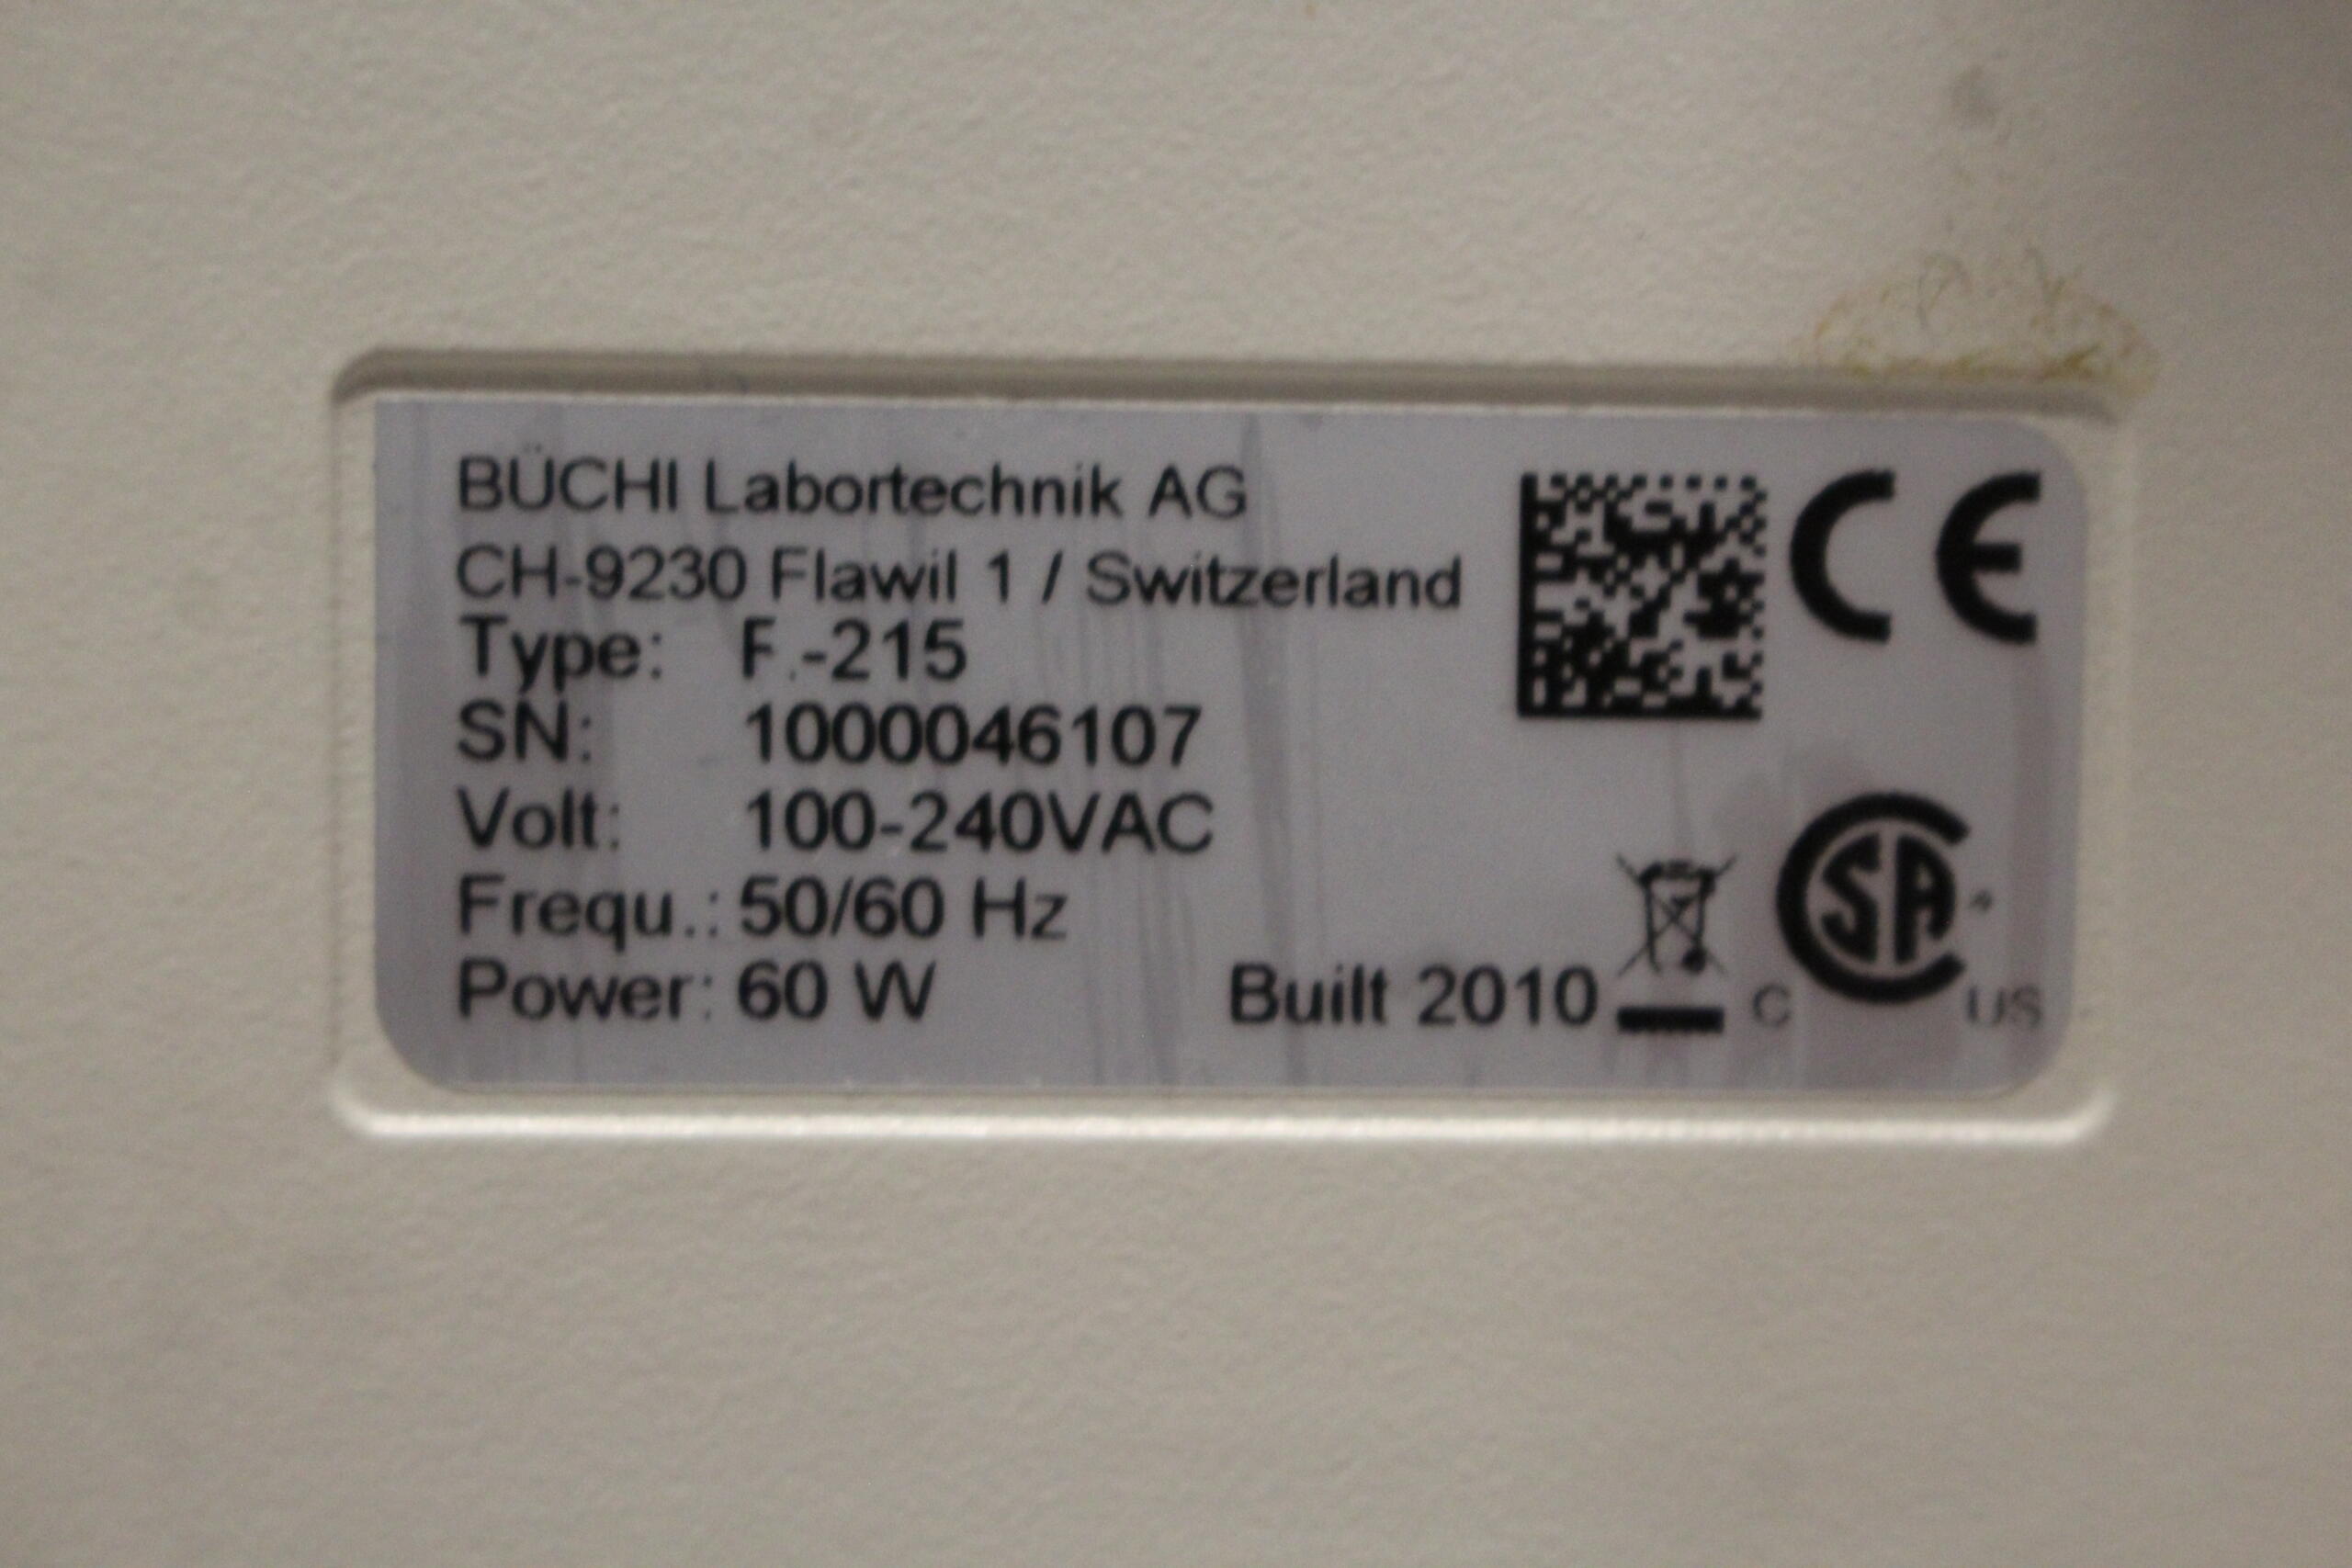 BÜCHI Labortechnik AG
CH-9230 Flawil 1 / Switzerland
Type: -215
SN: 1000046107
Volt: 100-240VAC
Frequ.: 50/60 Hz
Power: 60 W
Built 2010
CE
C SA US